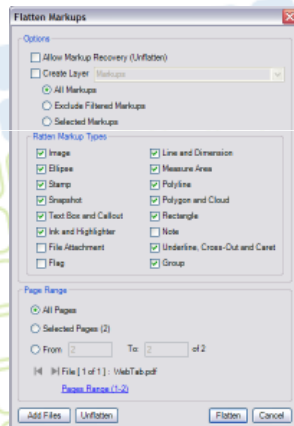 Flatten Markups
Options
Allow Markup Recovery (Unflatten)
Create Layer Markups
All Markups
Exclude Filtered Markups
Selected Markups
Flatten Markup Types
Image Line and Dimension
Ellipse Measure Area
Stamp Polyline
Snapshot Polygon and Cloud
Text Box and Callout Rectangle
Ink and Highlighter Note
File Attachment Underline, Cross-Out and Caret
Flag Group
Page Range
All Pages
Selected Pages (2)
From 2 To: 2 of 2
File [ 1 of 1 ] : WebTab.pdf
Pages Range (1-2)
Add Files Unflatten Flatten Cancel